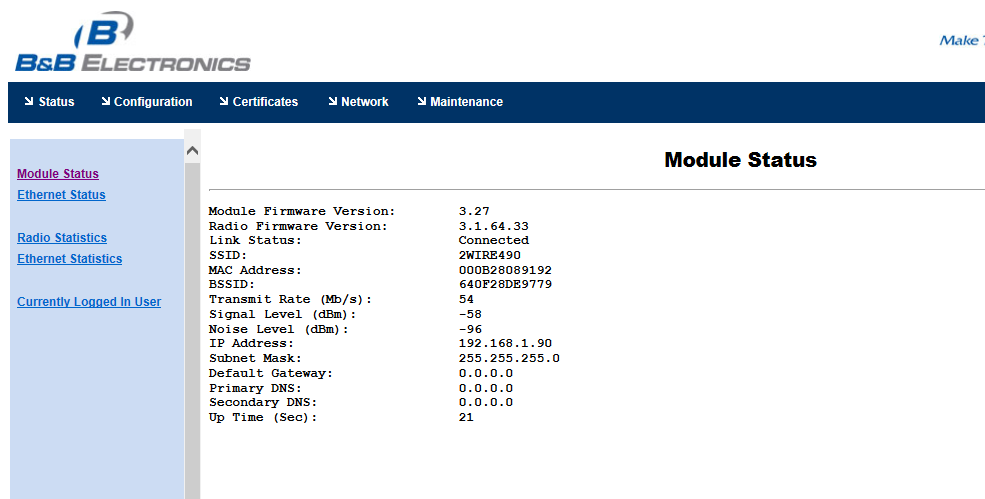 B
B&B ELECTRONICS
Make
Status Configuration Certificates Network Maintenance
Module Status
Ethernet Status
Radio Statistics
Ethernet Statistics
Currently Logged In User
Module Status
Module Firmware Version: 3.27
Radio Firmware Version: 3.1.64.33
Link Status: Connected
SSID: 2WIRE490
MAC Address: 000B28089192
BSSID: 640F28DE9779
Transmit Rate (Mb/s): 54
Signal Level (dBm): -58
Noise Level (dBm): -96
IP Address: 192.168.1.90
Subnet Mask: 255.255.255.0
Default Gateway: 0.0.0.0
Primary DNS: 0.0.0.0
Secondary DNS: 0.0.0.0
Up Time (Sec): 21